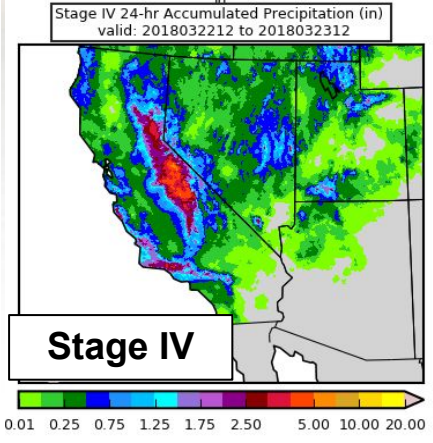 Stage IV 24-hr Accumulated Precipitation (in)
valid: 2018032212 to 2018032312
Stage IV
0.01 0.25 0.75 1.25 1.75 2.50 5.00 10.00 20.00